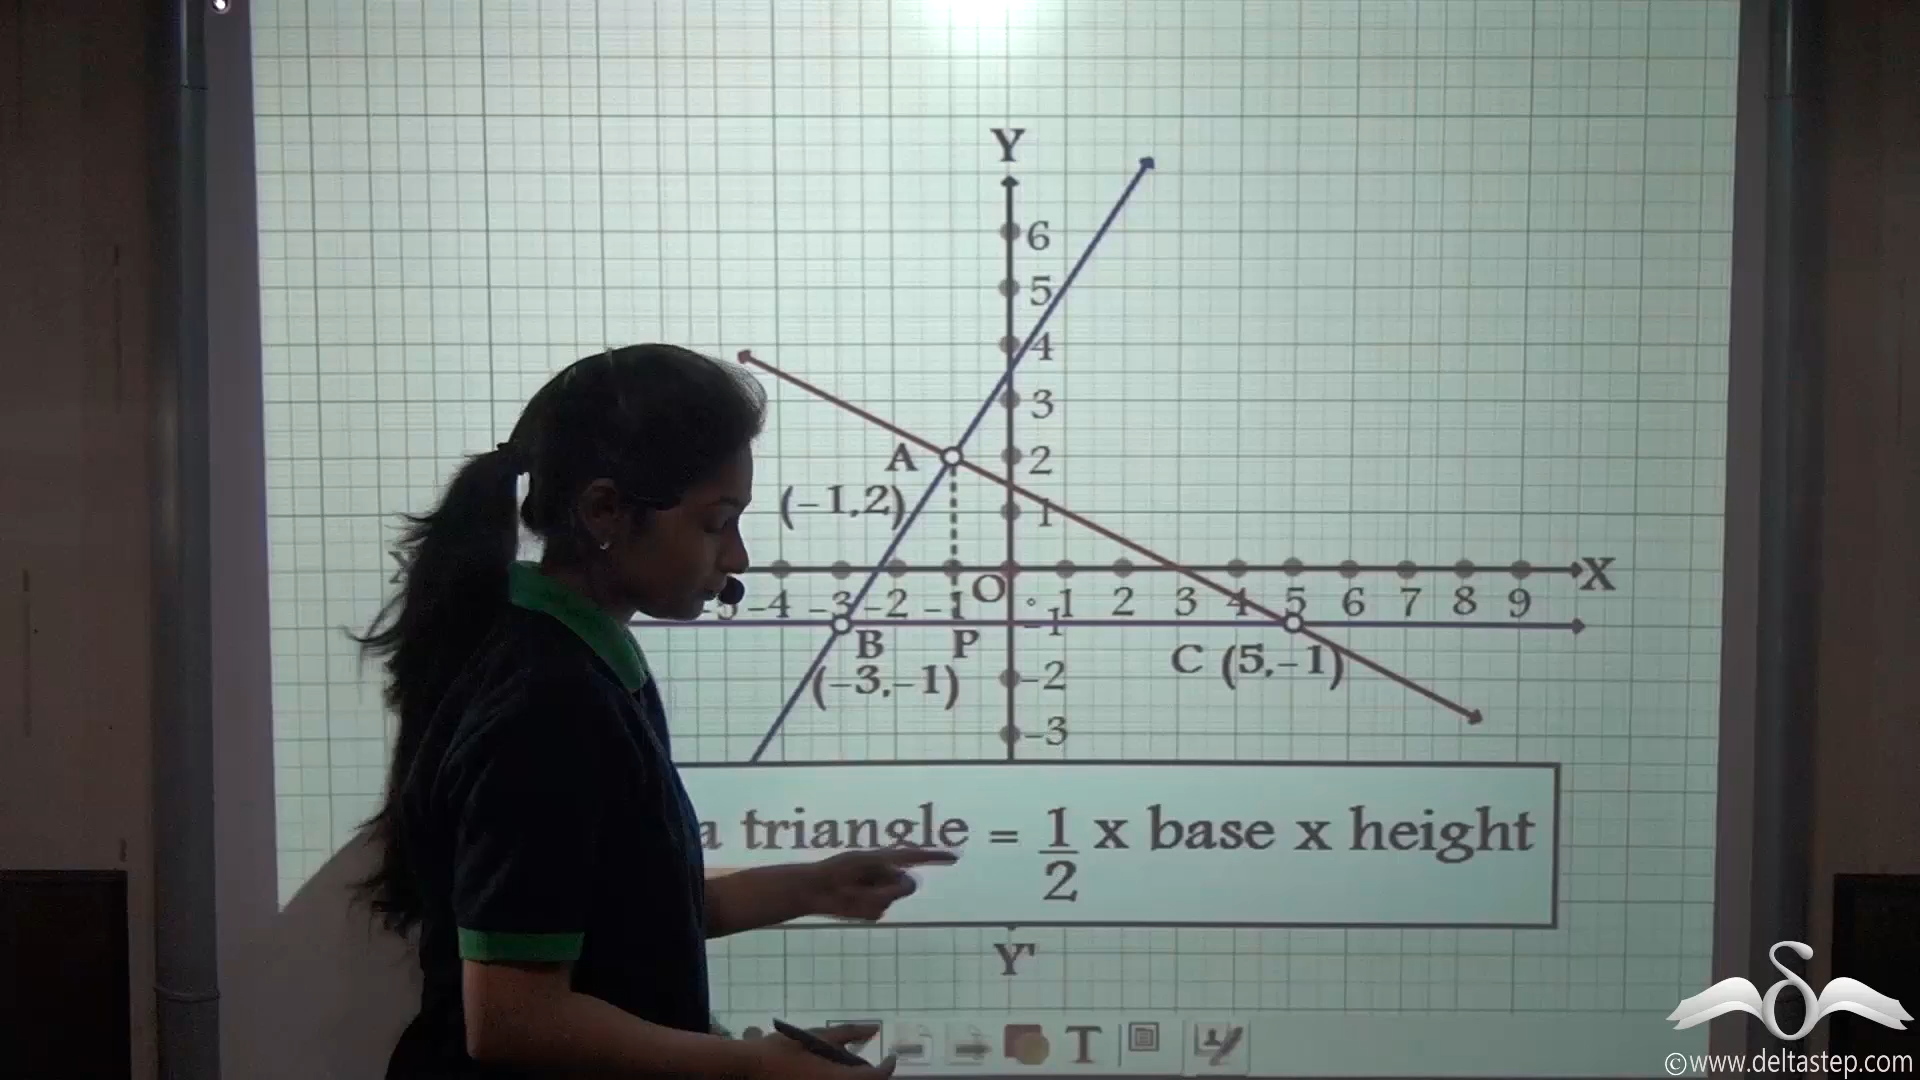 Y
6
5
4
3
A
2
(−1,2)
1
X
O
−4 −3 −2 −1 1 2 3 4 5 6 7 8 9
−1
B P
C (5,−1)
(−3,−1)
−2
−3
a triangle = 1/2 x base x height
Y'
T
©www.deltastep.com